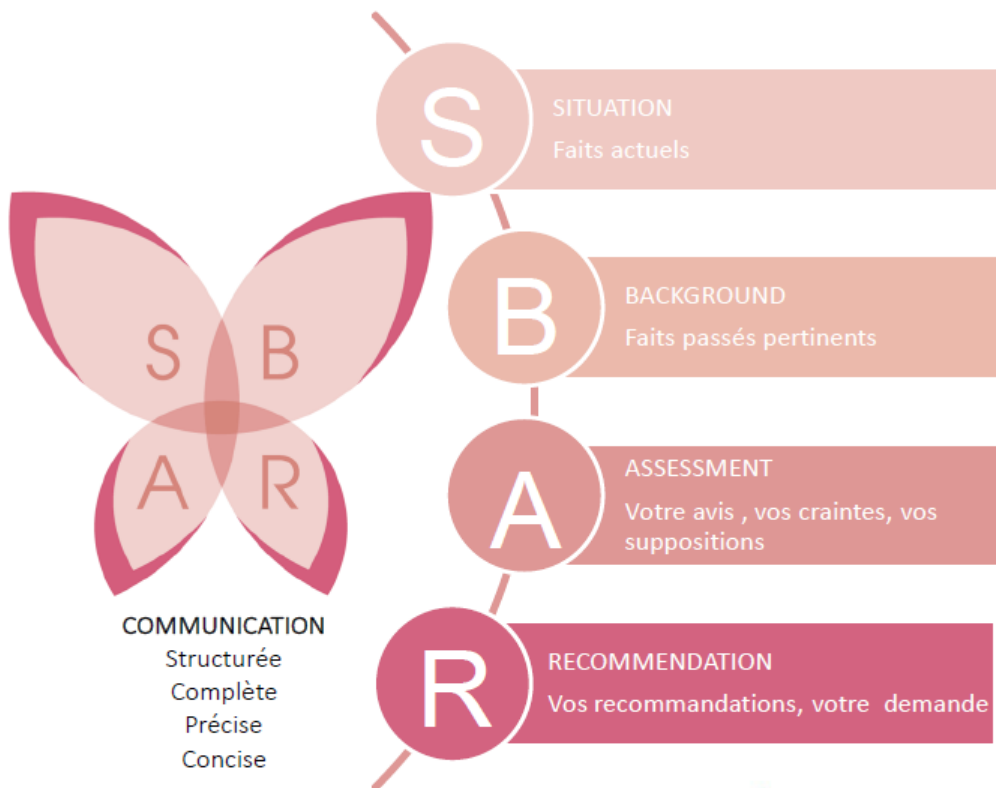 S
B
A
R
COMMUNICATION
Structurée
Complète
Précise
Concise
S
SITUATION
Faits actuels
B
BACKGROUND
Faits passés pertinents
A
ASSESSMENT
Votre avis , vos craintes, vos
suppositions
R
RECOMMENDATION
Vos recommandations, votre demande